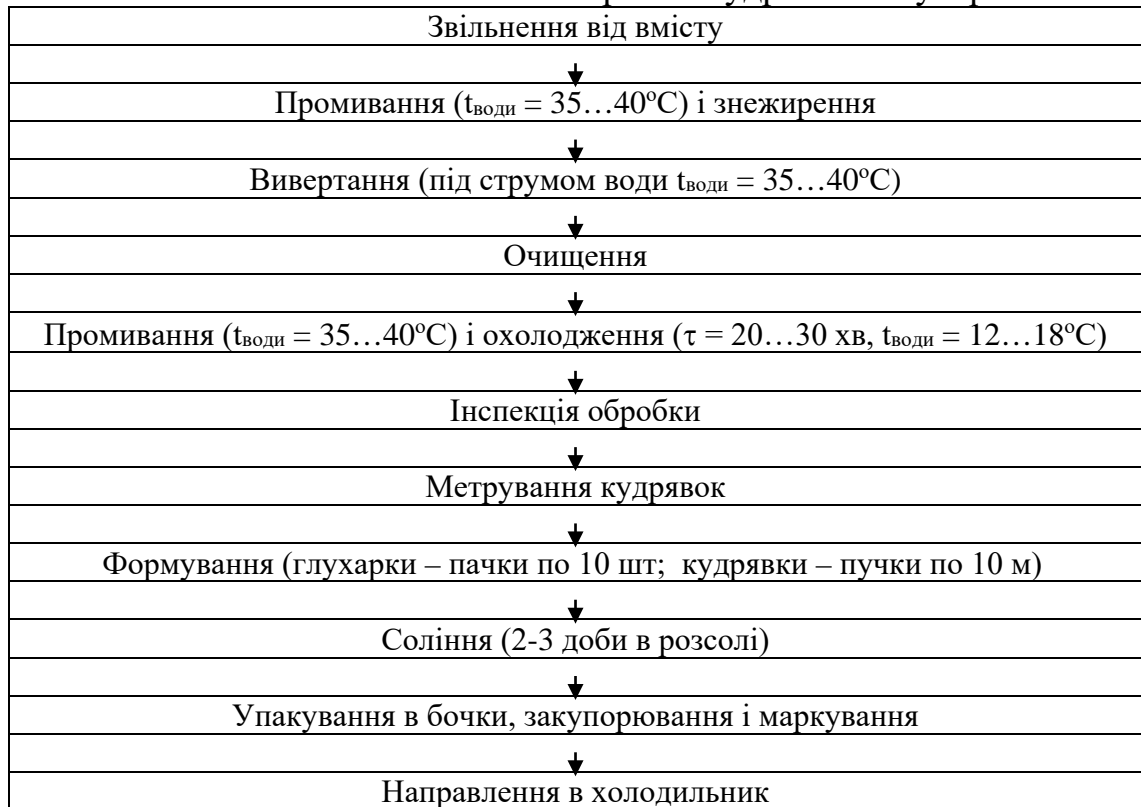 Звільнення від вмісту
Промивання (tводи = 35…40ºС) і знежирення
Вивертання (під струмом води tводи = 35…40ºС)
Очищення
Промивання (tводи = 35…40ºС) і охолодження (τ = 20…30 хв, tводи = 12…18ºС)
Інспекція обробки
Метрування кудрявок
Формування (глухарки – пачки по 10 шт; кудрявки – пучки по 10 м)
Соління (2-3 доби в розсолі)
Упакування в бочки, закупорювання і маркування
Направлення в холодильник